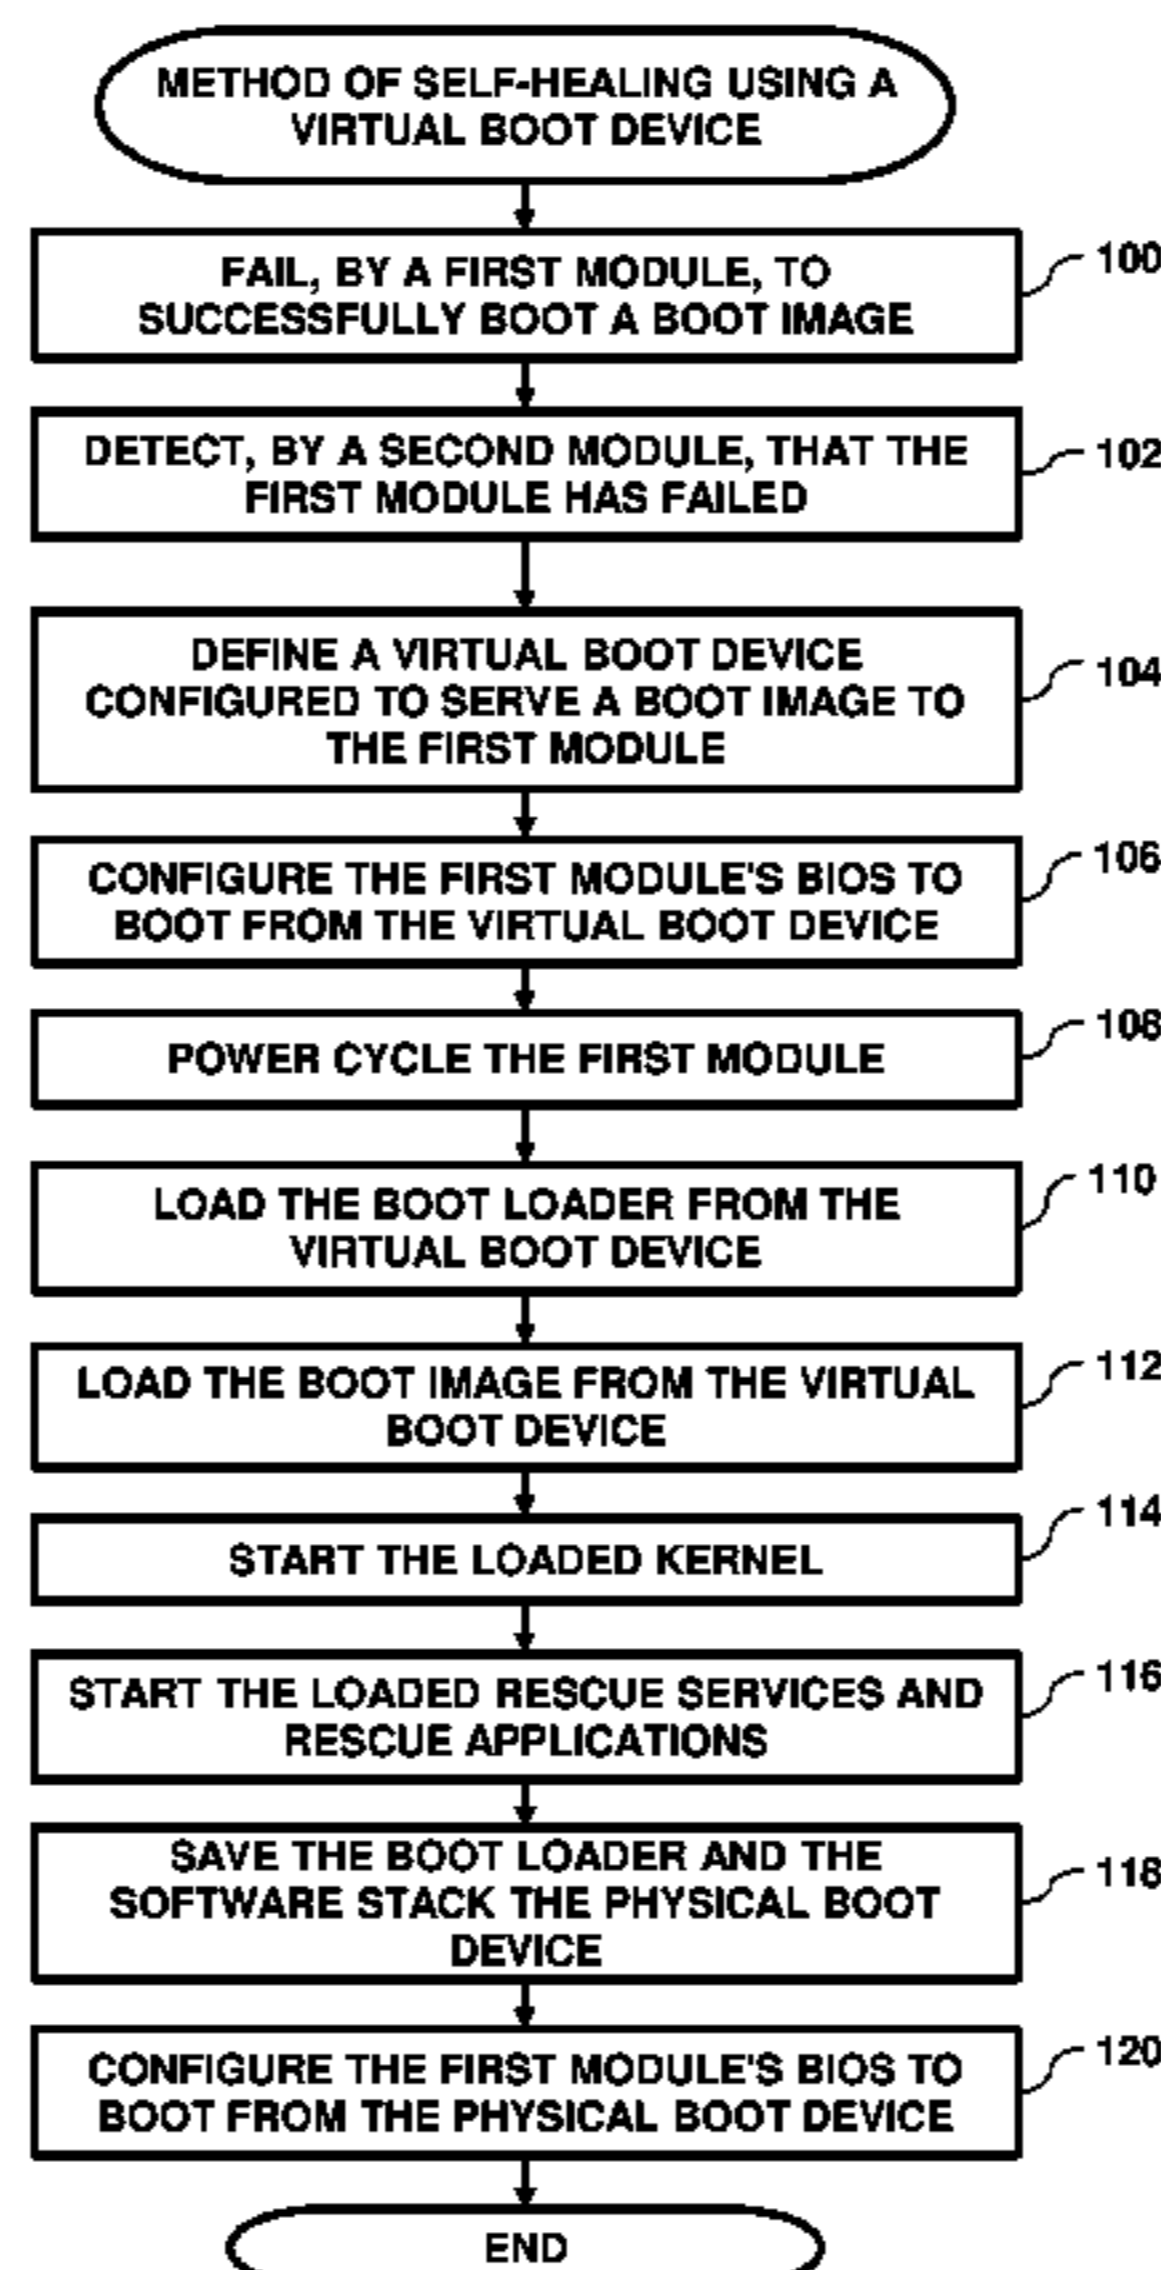 METHOD OF SELF-HEALING USING A
VIRTUAL BOOT DEVICE
FAIL, BY A FIRST MODULE, TO
SUCCESSFULLY BOOT A BOOT IMAGE
100
DETECT, BY A SECOND MODULE, THAT THE
FIRST MODULE HAS FAILED
102
DEFINE A VIRTUAL BOOT DEVICE
CONFIGURED TO SERVE A BOOT IMAGE TO
THE FIRST MODULE
104
CONFIGURE THE FIRST MODULE'S BIOS TO
BOOT FROM THE VIRTUAL BOOT DEVICE
106
POWER CYCLE THE FIRST MODULE
108
LOAD THE BOOT LOADER FROM THE
VIRTUAL BOOT DEVICE
110
LOAD THE BOOT IMAGE FROM THE VIRTUAL
BOOT DEVICE
112
START THE LOADED KERNEL
114
START THE LOADED RESCUE SERVICES AND
RESCUE APPLICATIONS
116
SAVE THE BOOT LOADER AND THE
SOFTWARE STACK THE PHYSICAL BOOT
DEVICE
118
CONFIGURE THE FIRST MODULE'S BIOS TO
BOOT FROM THE PHYSICAL BOOT DEVICE
120
END